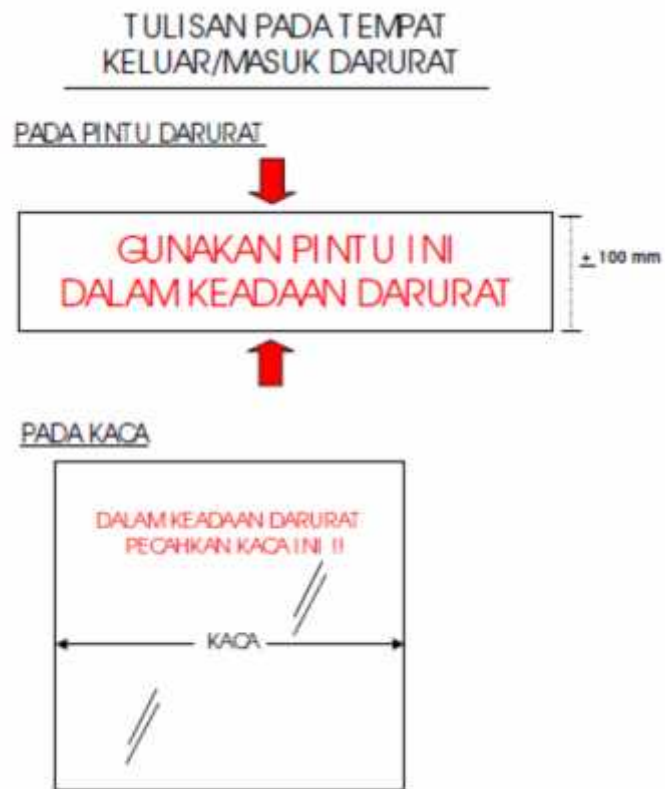 TULISAN PADA TEMPAT
KELUAR/MASUK DARURAT
PADA PINTU DARURAT
GUNAKAN PINTU INI
DALAM KEADAAN DARURAT
± 100 mm
PADA KACA
DALAM KEADAAN DARURAT
PECAHKAN KACA INI !!
KACA